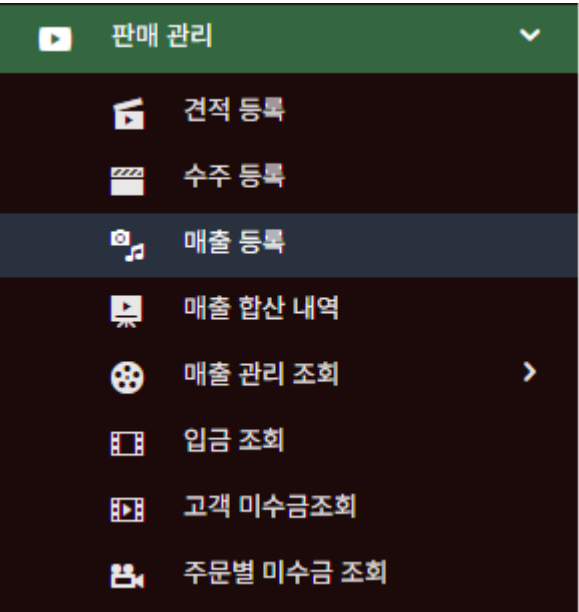 판매 관리
견적 등록
수주 등록
매출 등록
매출 합산 내역
매출 관리 조회
입금 조회
고객 미수금조회
주문별 미수금 조회